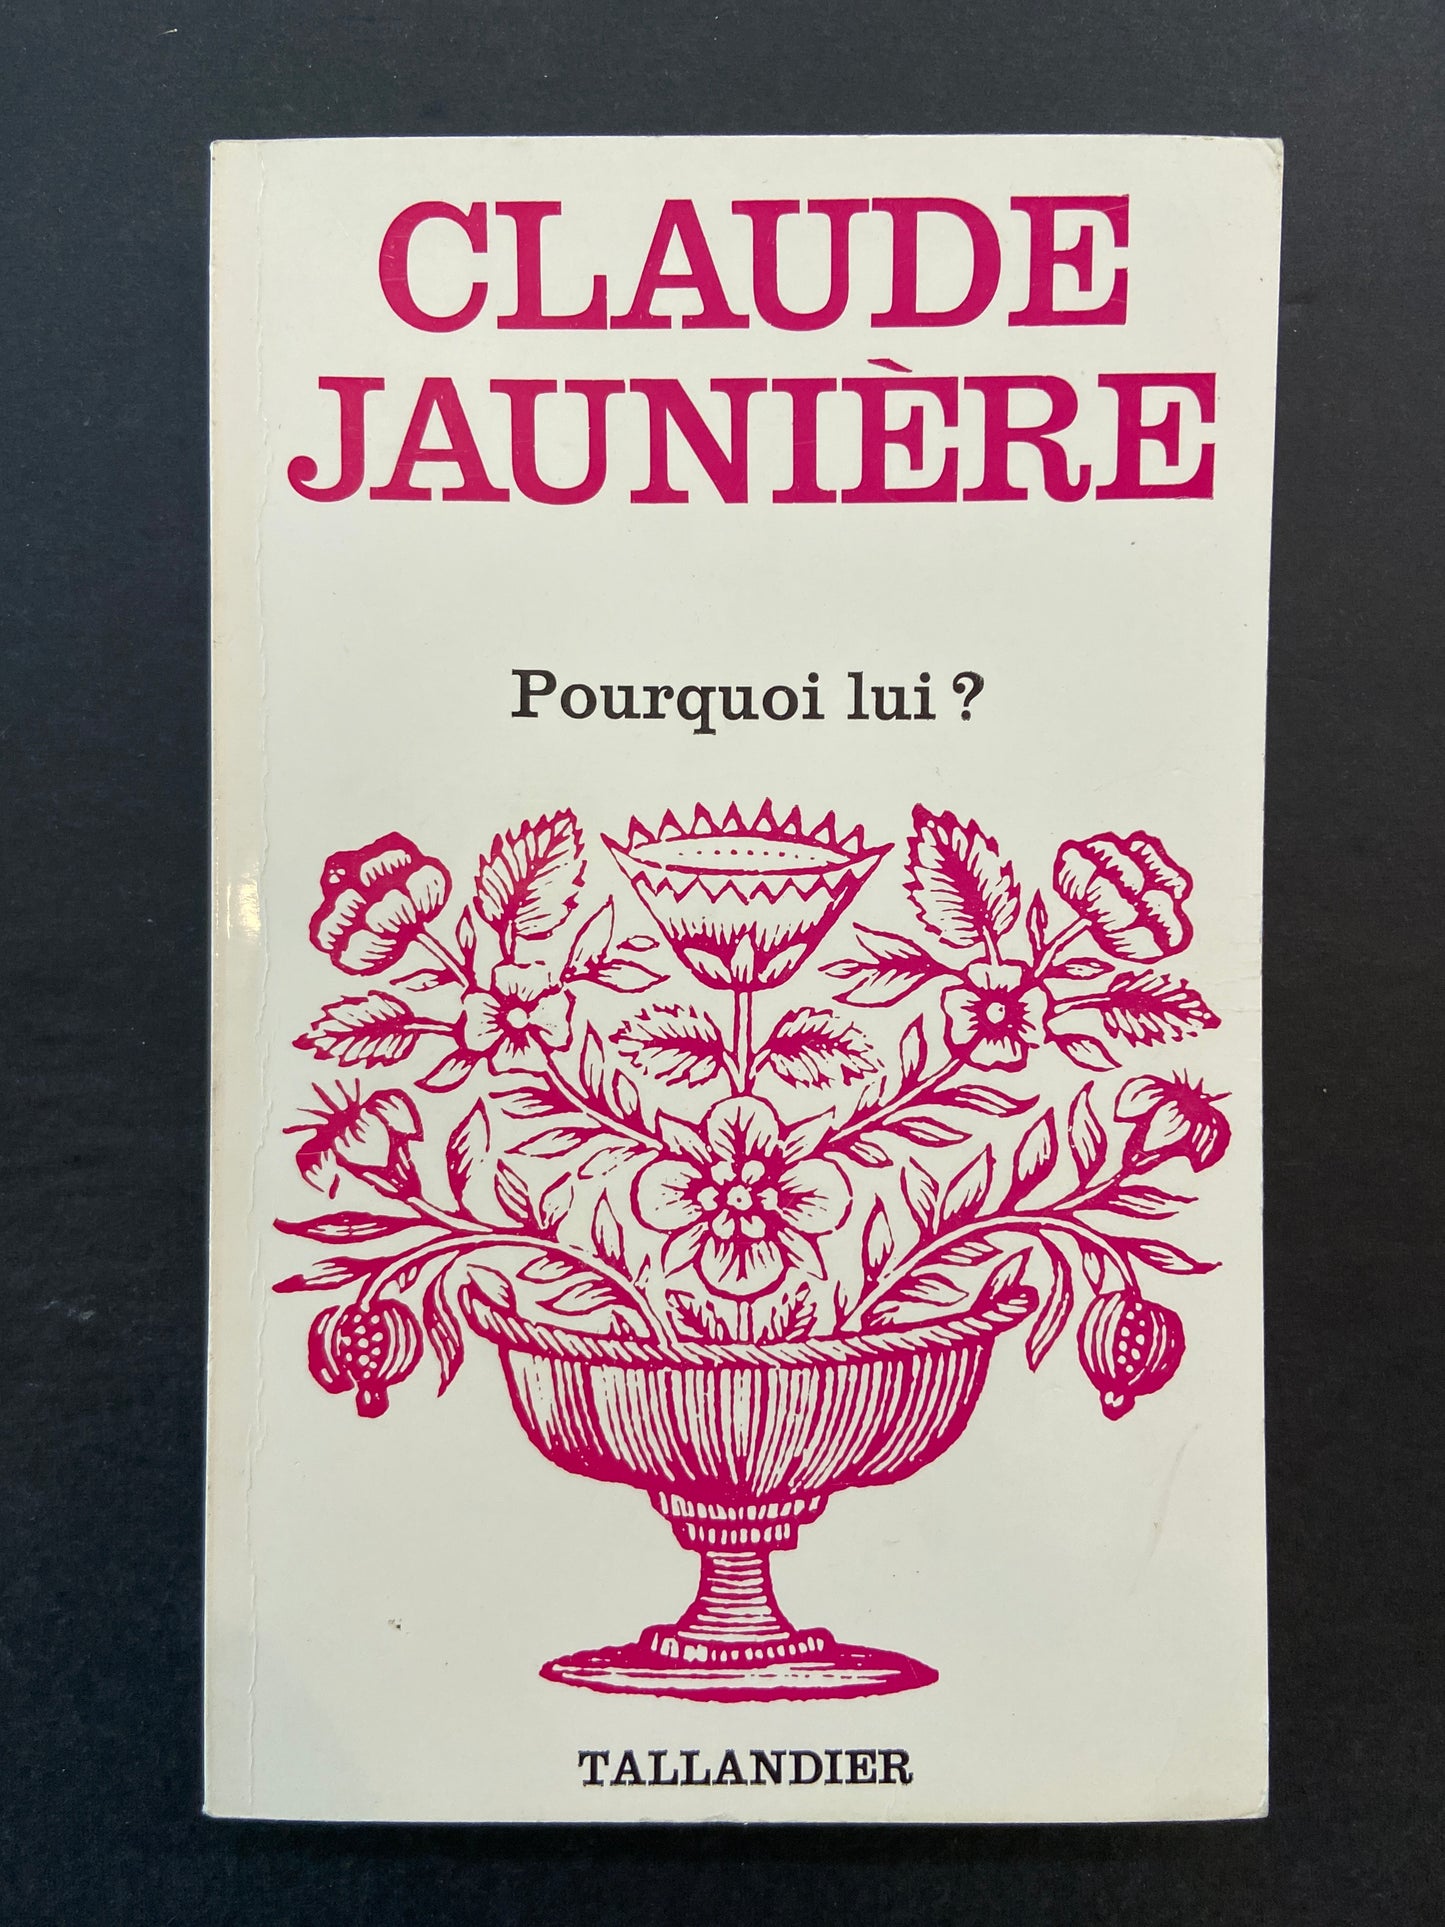 CLAUDE
JAUNIÈRE
Pourquoi lui ?
TALLANDIER